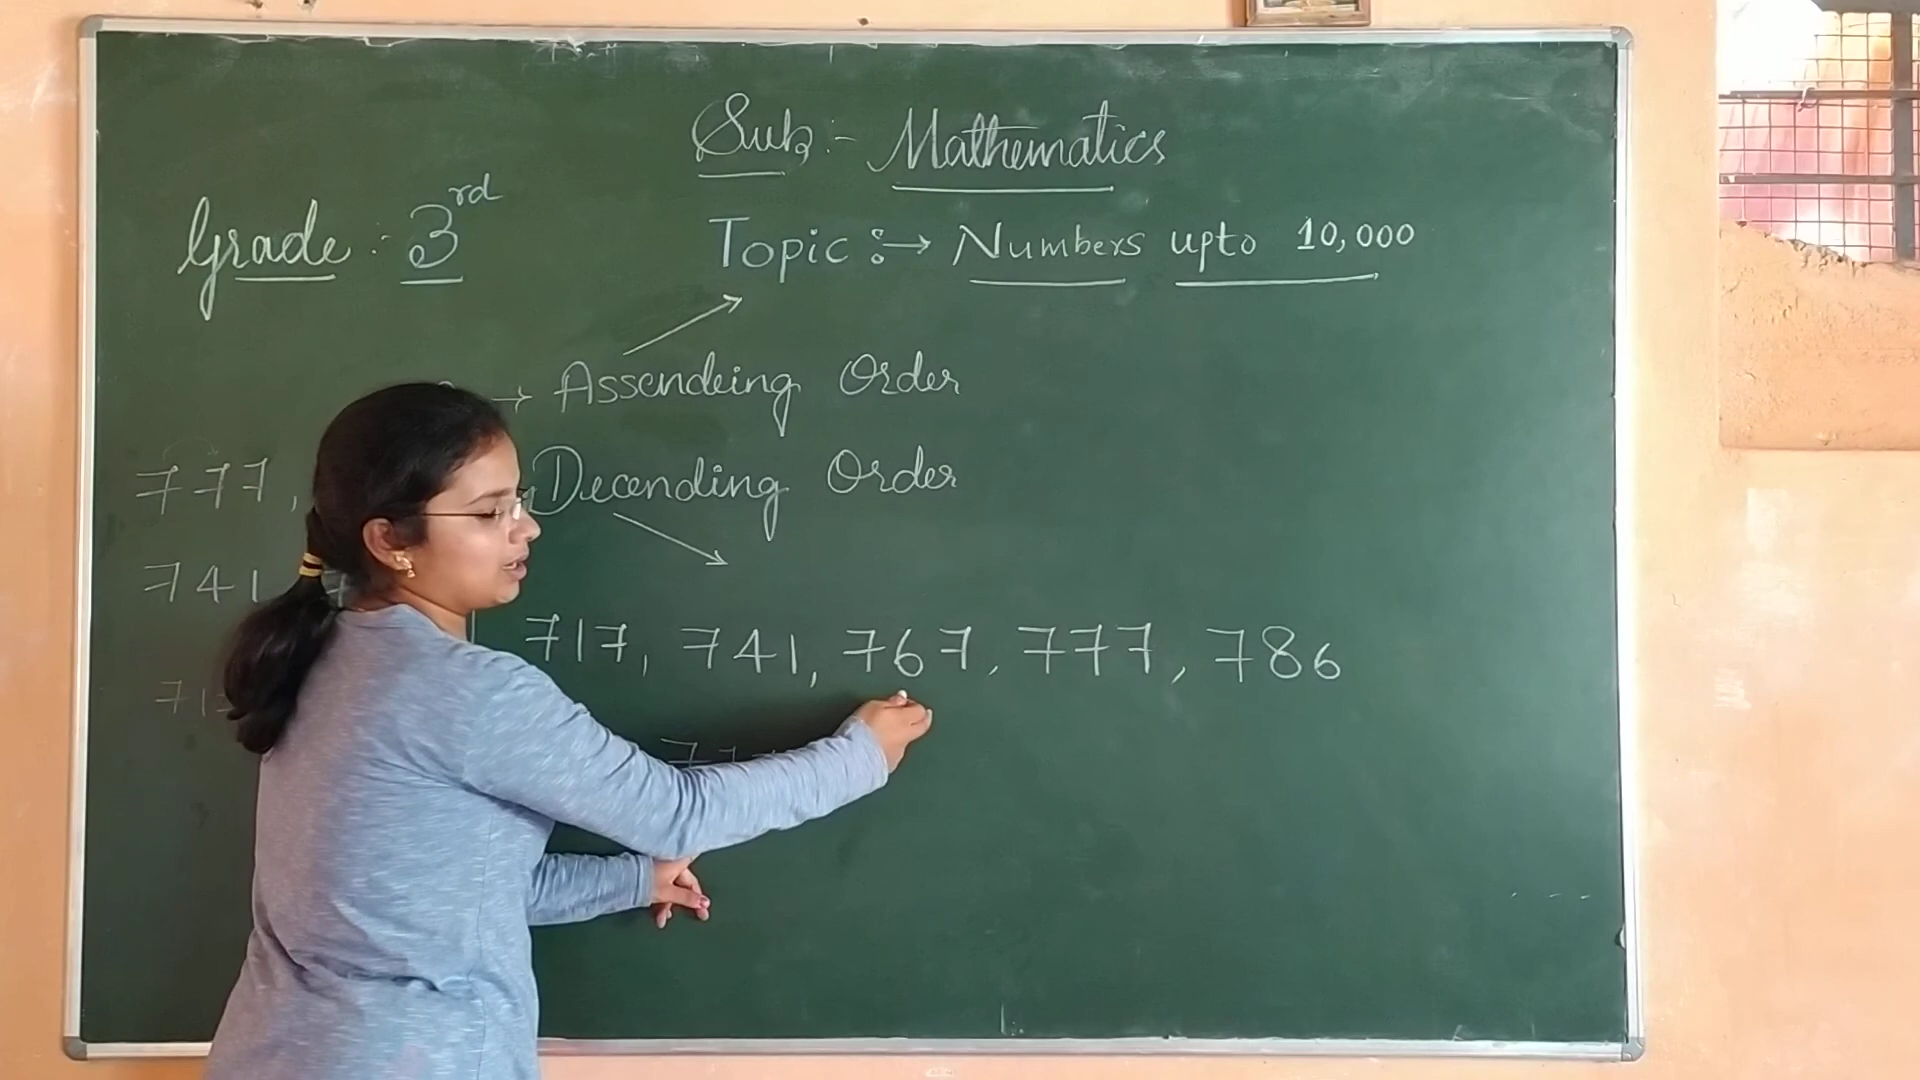 Sub :- Mathematics
Grade : 3rd
Topic :→ Numbers upto 10,000
→ Assendeing Order
Decending Order
777,
741
717, 741, 767, 777, 786